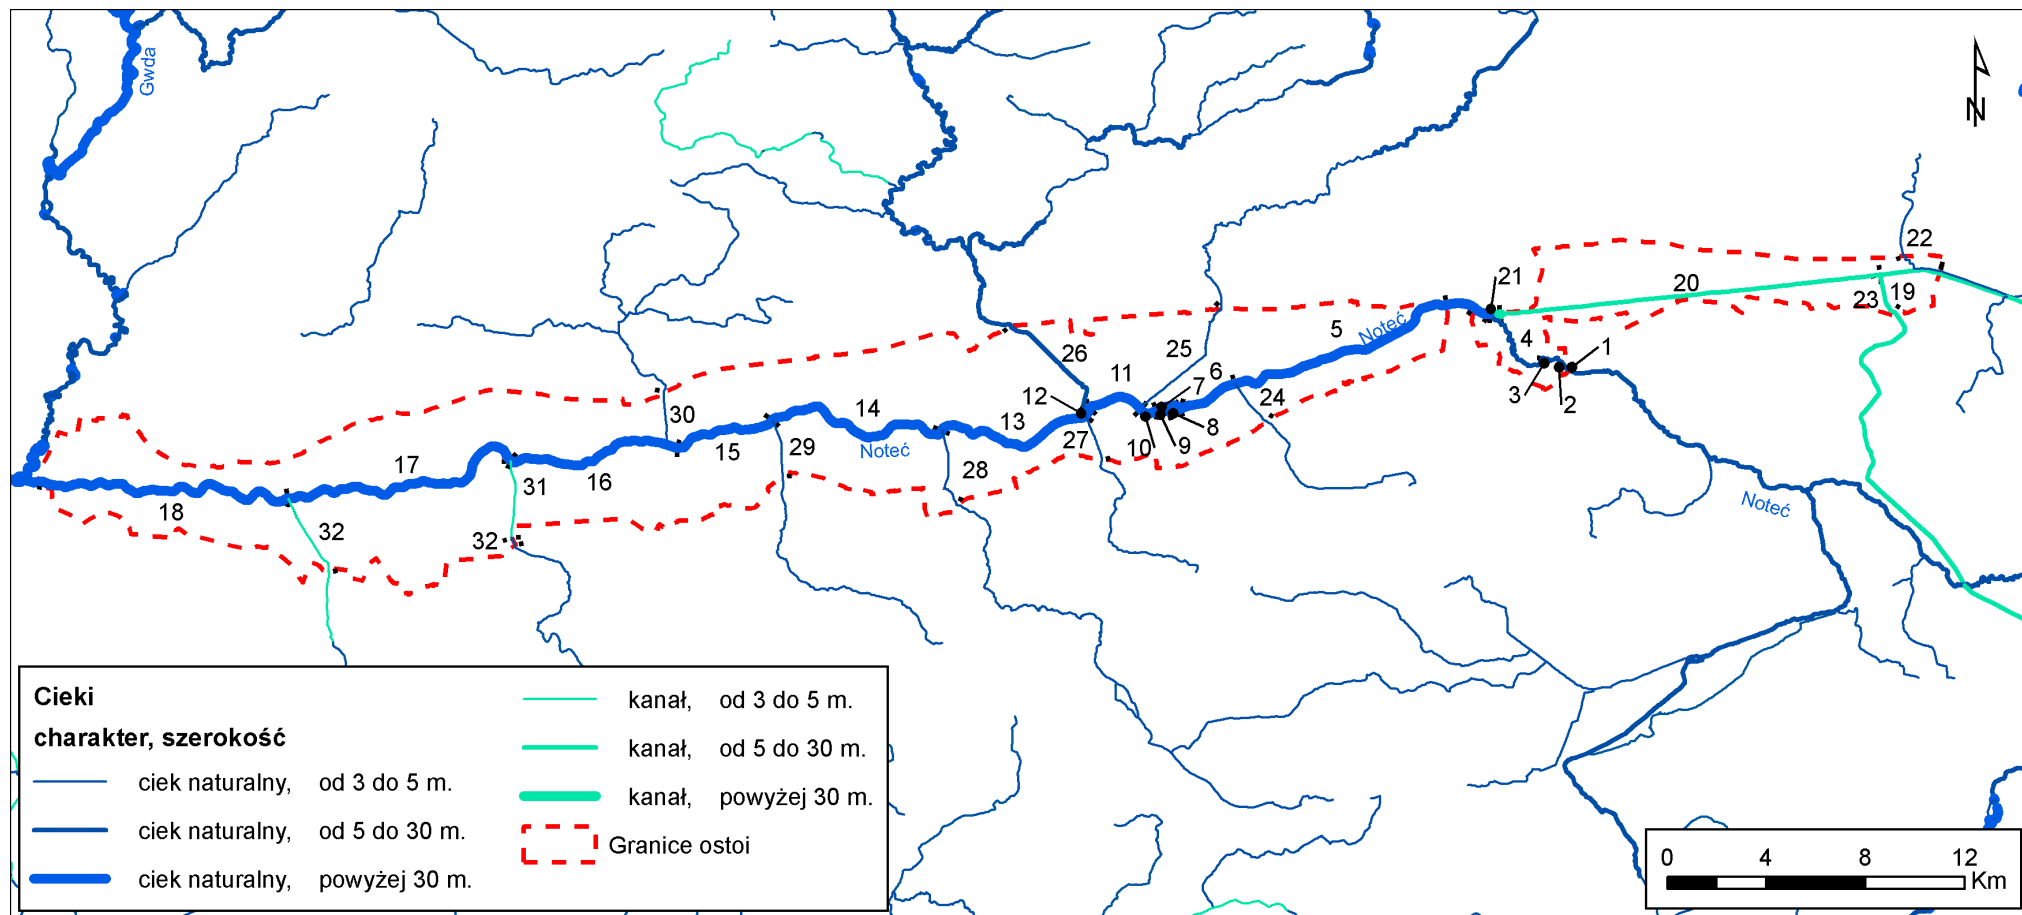 Gwda
N
22
21
20
23
19
5
Noteć
4
1
26
25
3
2
11
6
7
24
12
30
14
13
27
10
9
8
29
15
Noteć
28
17
31
16
18
Noteć
32
32
Cieki
charakter, szerokość
ciek naturalny, od 3 do 5 m.
ciek naturalny, od 5 do 30 m.
ciek naturalny, powyżej 30 m.
kanał, od 3 do 5 m.
kanał, od 5 do 30 m.
kanał, powyżej 30 m.
Granice ostoi
0 4 8 12
Km